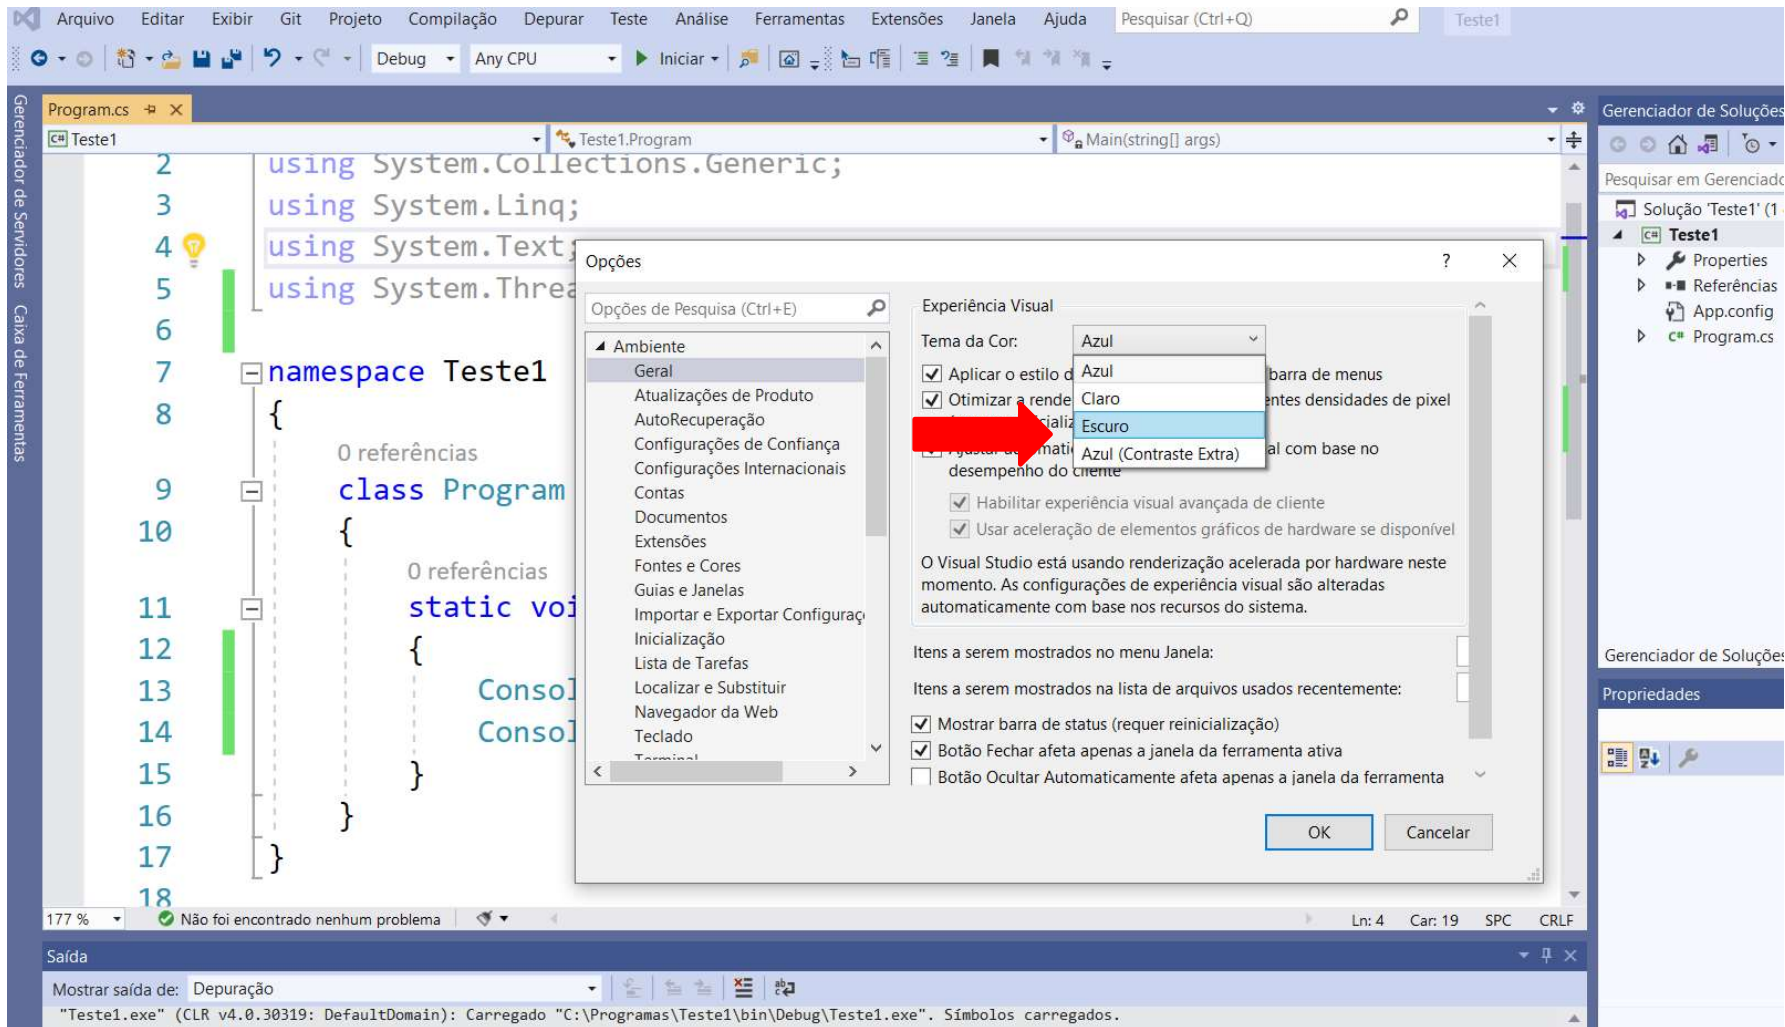 Arquivo Editar Exibir Git Projeto Compilação Depurar Teste Análise Ferramentas Extensões Janela Ajuda Pesquisar (Ctrl+Q) Teste1
Debug Any CPU Iniciar
Gerenciador de Servidores Caixa de Ferramentas
Program.cs
Teste1 Teste1.Program Main(string[] args)
2 using System.Collections.Generic;
3 using System.Linq;
4 using System.Text;
5 using System.Threa
6
7 namespace Teste1
8 {
0 referências
9 class Program
10 {
0 referências
11 static voi
12 {
13 Consol
14 Consol
15 }
16 }
17 }
18
177 % Não foi encontrado nenhum problema Ln: 4 Car: 19 SPC CRLF
Opções ?
Opções de Pesquisa (Ctrl+E)
Ambiente
Geral
Atualizações de Produto
AutoRecuperação
Configurações de Confiança
Configurações Internacionais
Contas
Documentos
Extensões
Fontes e Cores
Guias e Janelas
Importar e Exportar Configuraç
Inicialização
Lista de Tarefas
Localizar e Substituir
Navegador da Web
Teclado
Terminal
Experiência Visual
Tema da Cor: Azul
Azul
Claro
Escuro
Azul (Contraste Extra)
Aplicar o estilo d barra de menus
Otimizar a rende entes densidades de pixel
cializ
Ajustar automati al com base no
desempenho do cliente
Habilitar experiência visual avançada de cliente
Usar aceleração de elementos gráficos de hardware se disponível
O Visual Studio está usando renderização acelerada por hardware neste
momento. As configurações de experiência visual são alteradas
automaticamente com base nos recursos do sistema.
Itens a serem mostrados no menu Janela:
Itens a serem mostrados na lista de arquivos usados recentemente:
Mostrar barra de status (requer reinicialização)
Botão Fechar afeta apenas a janela da ferramenta ativa
Botão Ocultar Automaticamente afeta apenas a janela da ferramenta
OK Cancelar
Gerenciador de Soluções
Pesquisar em Gerenciado
Solução 'Teste1' (1
Teste1
Properties
Referências
App.config
C# Program.cs
Gerenciador de Soluções
Propriedades
Saída
Mostrar saída de: Depuração
"Teste1.exe" (CLR v4.0.30319: DefaultDomain): Carregado "C:\Programas\Teste1\bin\Debug\Teste1.exe". Símbolos carregados.